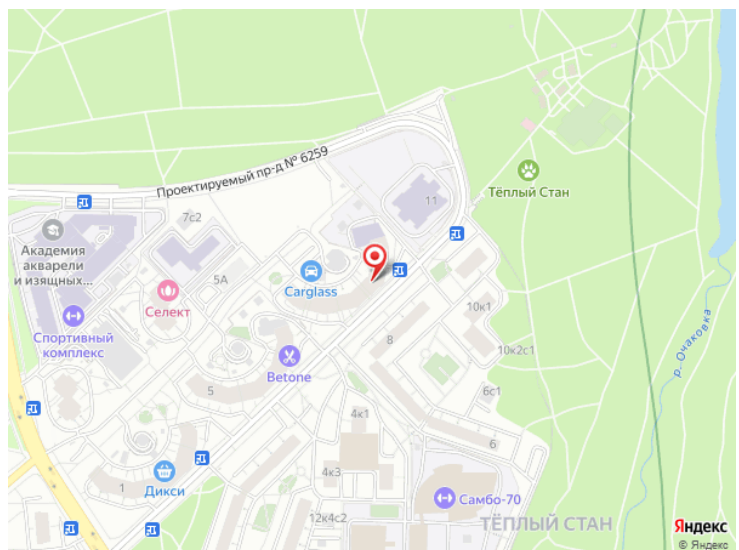 Проектируемый пр-д № 6259
Тёплый Стан
11
7с2
Академия
акварели
и изящных...
5А
Carglass
Селект
Спортивный
комплекс
10к1
8
10к2с1
р. Очаковка
Betone
5
6с1
4к1
6
4к3
1
Дикси
Самбо-70
12к4с2
ТЁПЛЫЙ СТАН
Яндекс
© Яндекс